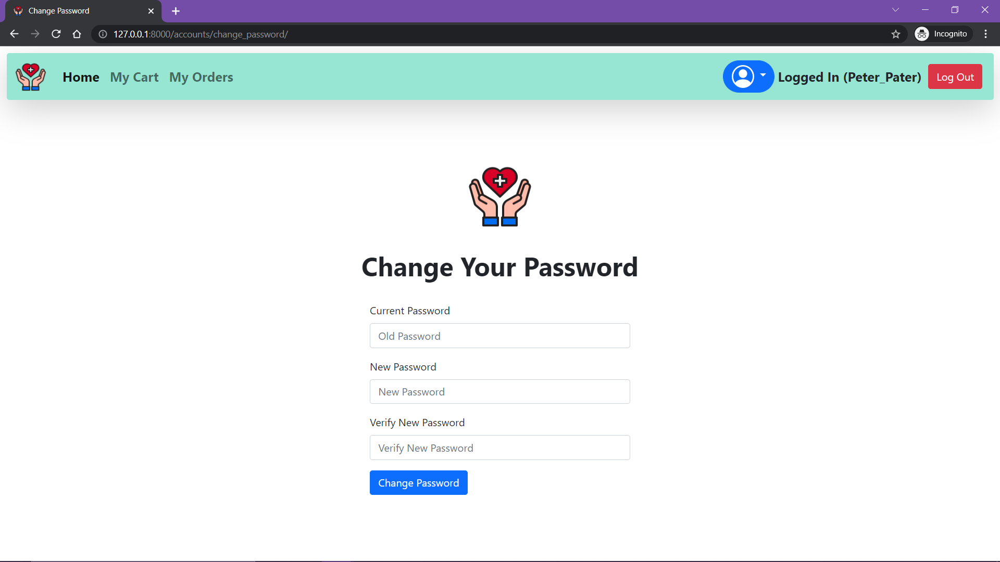 Change Password
127.0.0.1:8000/accounts/change_password/
Incognito
Home My Cart My Orders Logged In (Peter_Pater) Log Out
Change Your Password
Current Password
Old Password
New Password
New Password
Verify New Password
Verify New Password
Change Password